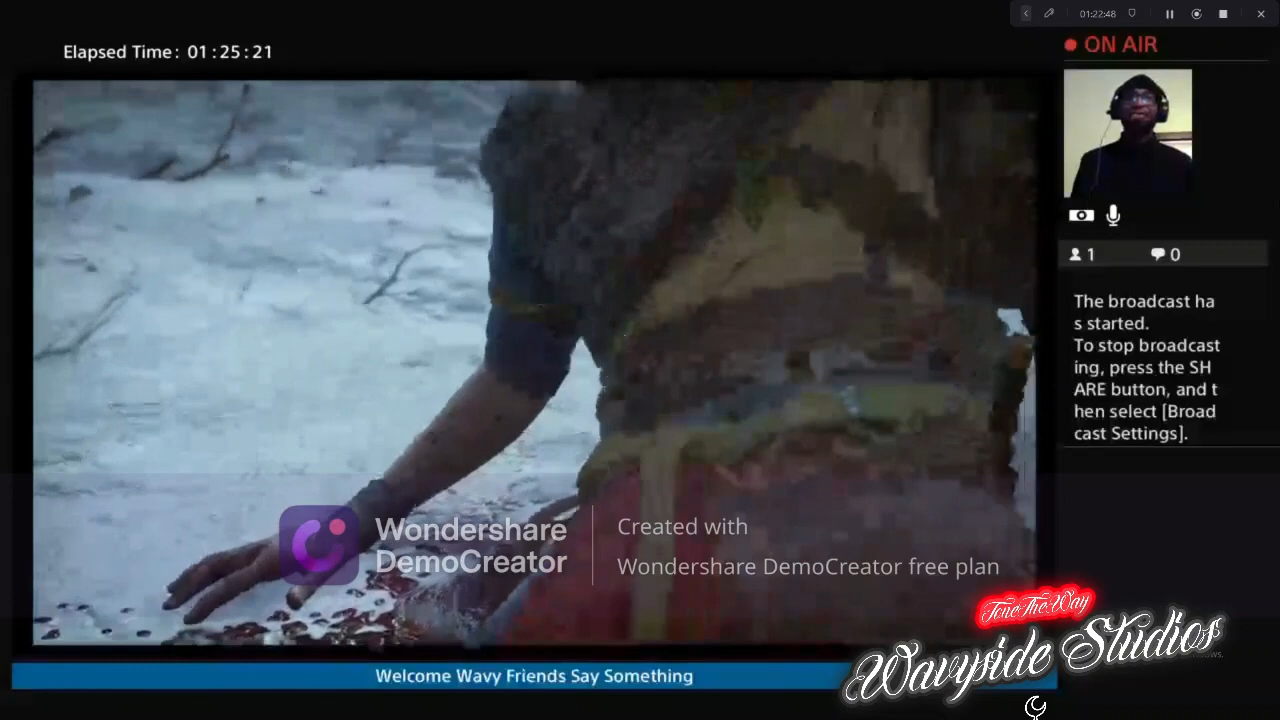 01:22:48
Elapsed Time: 01:25:21
ON AIR
1
0
The broadcast ha
s started.
To stop broadcast
ing, press the SH
ARE button, and t
hen select [Broad
cast Settings].
Wondershare
DemoCreator
Created with
Wondershare DemoCreator free plan
Tone The Way
Wavyside Studios
Welcome Wavy Friends Say Something